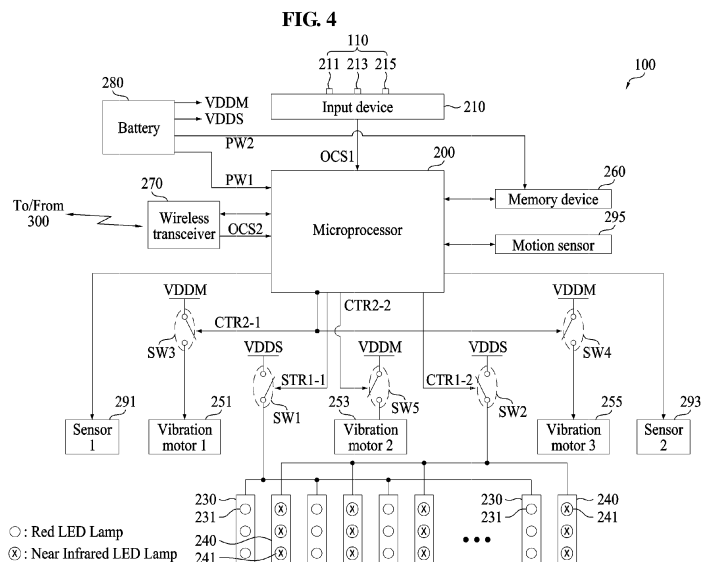 FIG. 4
110
211 213 215
100
280
VDDM
VDDS
Battery
Input device
210
PW2
OCS1
200
PW1
260
270
Memory device
To/From
300
Wireless
transceiver
OCS2
Microprocessor
295
Motion sensor
VDDM
CTR2-2
VDDM
CTR2-1
SW3
SW4
VDDS
VDDM
VDDS
STR1-1
CTR1-2
SW1
SW5
SW2
291
251
253
255
293
Sensor
1
Vibration
motor 1
Vibration
motor 2
Vibration
motor 3
Sensor
2
230
231
230
231
240
241
240
241
X X X X
X X X X
X X X X
: Red LED Lamp
X : Near Infrared LED Lamp